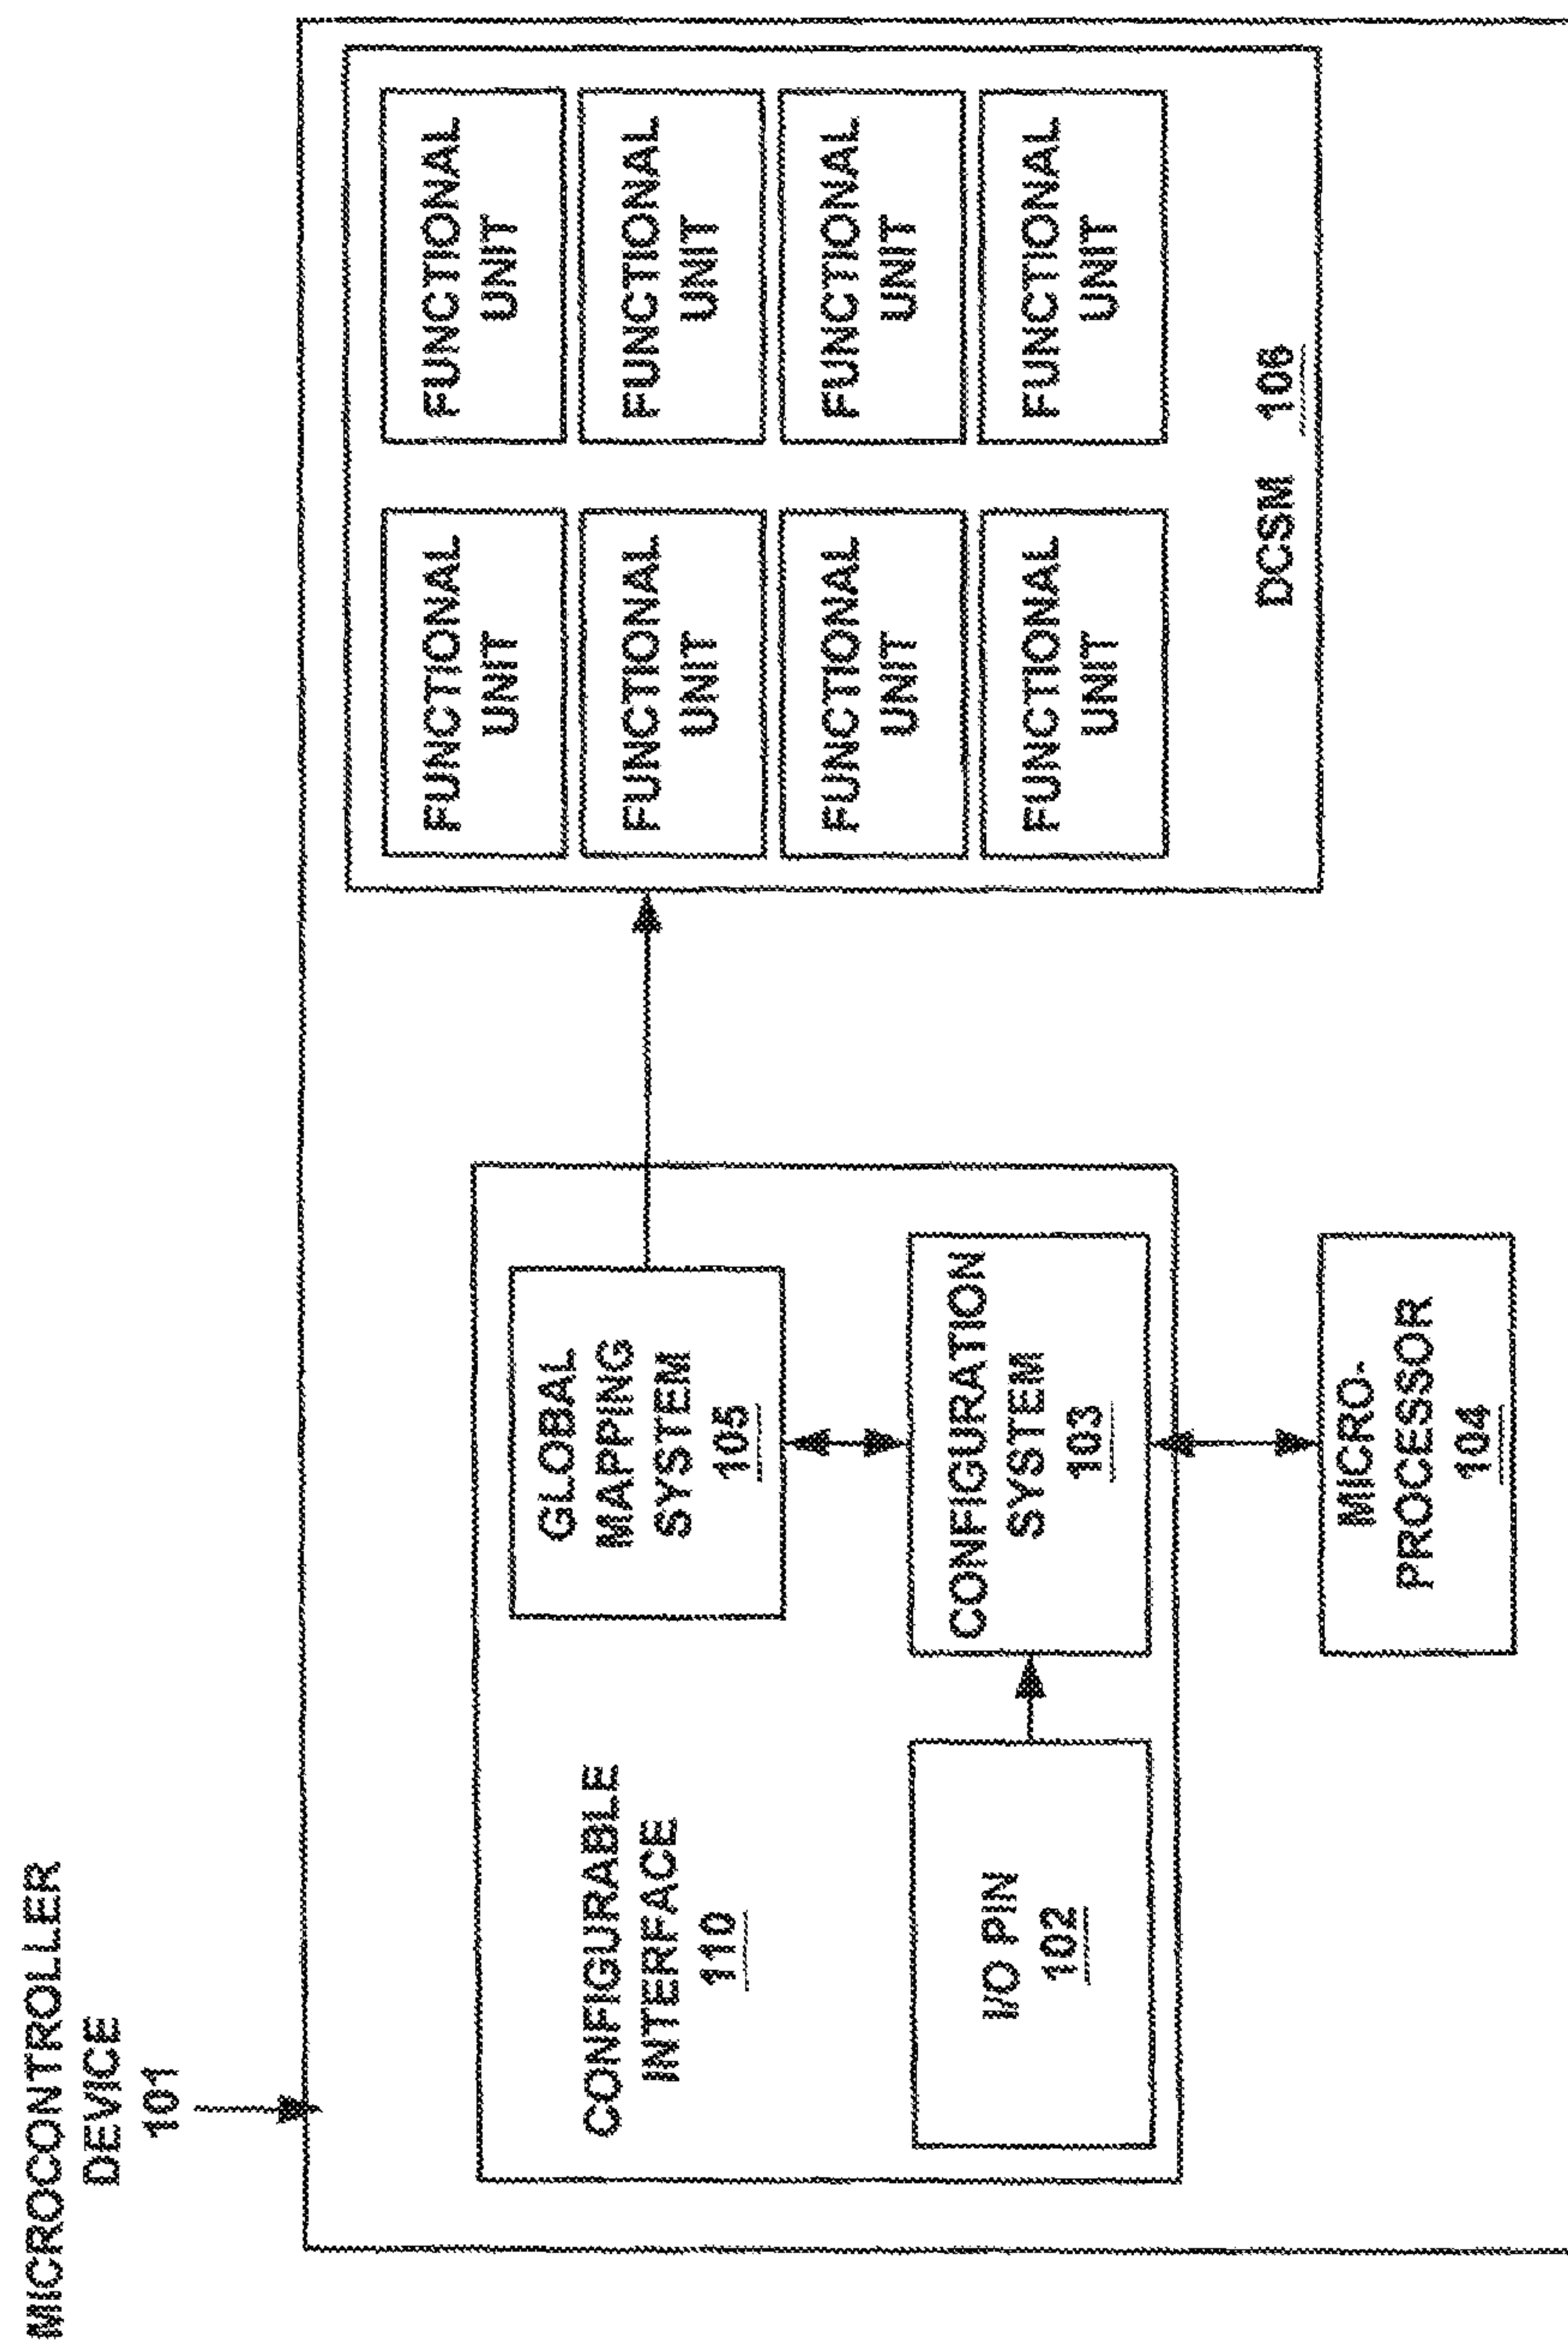 MICROCONTROLLER
DEVICE
101
CONFIGURABLE
INTERFACE
110
GLOBAL
MAPPING
SYSTEM
105
I/O PIN
102
CONFIGURATION
SYSTEM
103
MICRO-
PROCESSOR
104
FUNCTIONAL
UNIT
FUNCTIONAL
UNIT
FUNCTIONAL
UNIT
FUNCTIONAL
UNIT
FUNCTIONAL
UNIT
FUNCTIONAL
UNIT
FUNCTIONAL
UNIT
FUNCTIONAL
UNIT
DCSM 106